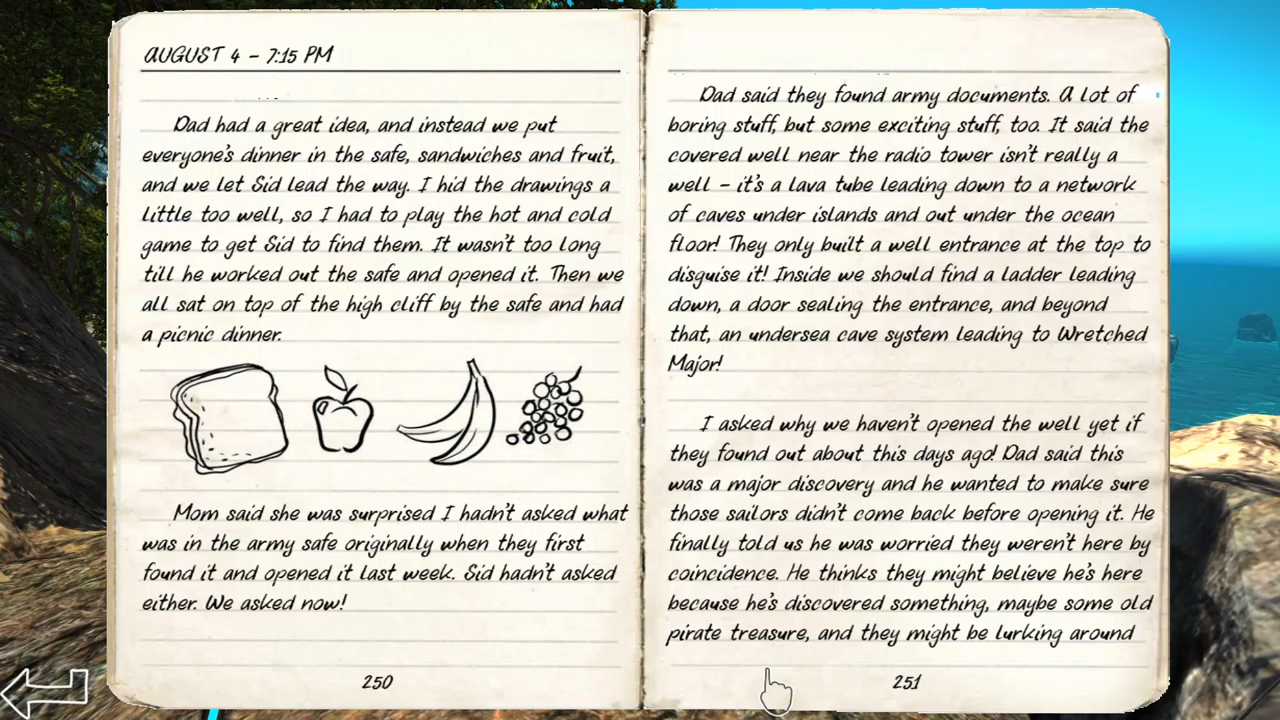 AUGUST 4 – 7:15 PM
Dad had a great idea, and instead we put
everyone's dinner in the safe, sandwiches and fruit,
and we let Sid lead the way. I hid the drawings a
little too well, so I had to play the hot and cold
game to get Sid to find them. It wasn't too long
till he worked out the safe and opened it. Then we
all sat on top of the high cliff by the safe and had
a picnic dinner.
Mom said she was surprised I hadn't asked what
was in the army safe originally when they first
found it and opened it last week. Sid hadn't asked
either. We asked now!
250
Dad said they found army documents. A lot of
boring stuff, but some exciting stuff, too. It said the
covered well near the radio tower isn't really a
well – it's a lava tube leading down to a network
of caves under islands and out under the ocean
floor! They only built a well entrance at the top to
disguise it! Inside we should find a ladder leading
down, a door sealing the entrance, and beyond
that, an undersea cave system leading to Wretched
Major!
I asked why we haven't opened the well yet if
they found out about this days ago! Dad said this
was a major discovery and he wanted to make sure
those sailors didn't come back before opening it. He
finally told us he was worried they weren't here by
coincidence. He thinks they might believe he's here
because he's discovered something, maybe some old
pirate treasure, and they might be lurking around
251